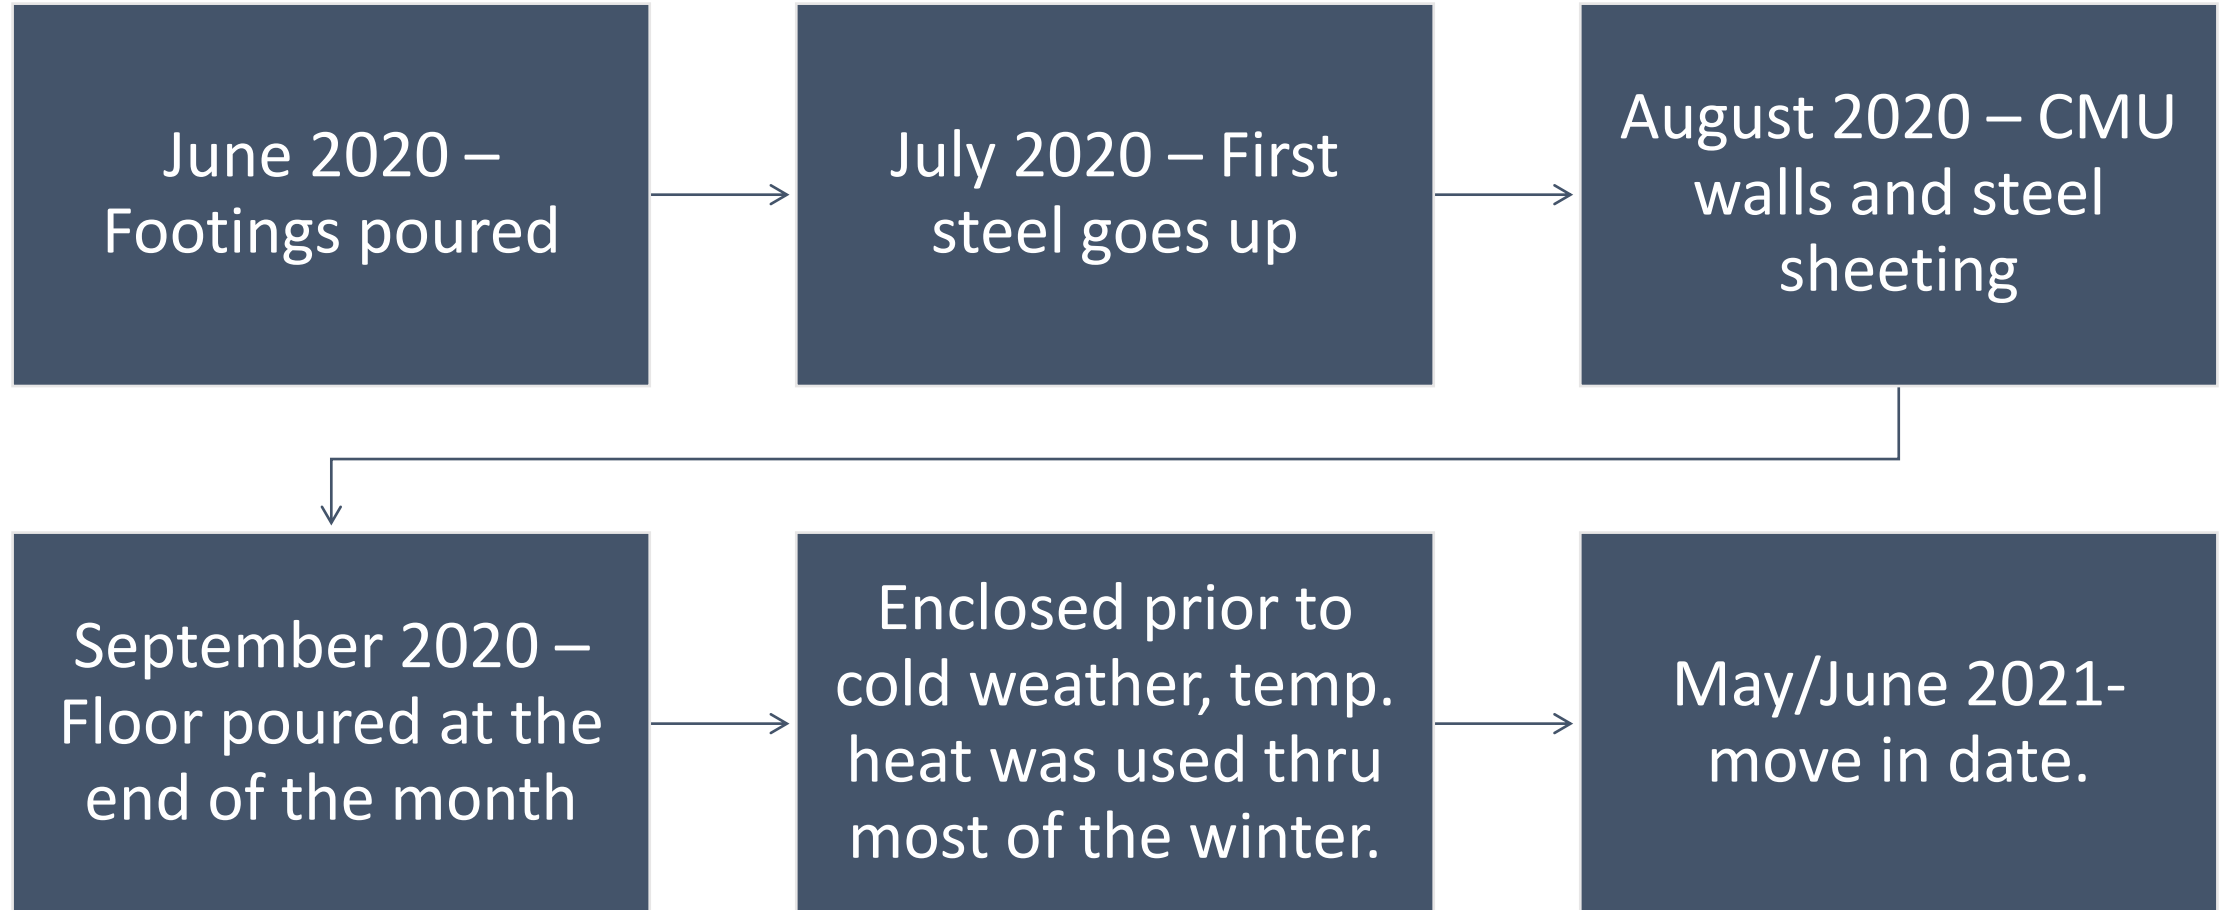 June 2020 –
Footings poured
July 2020 – First
steel goes up
August 2020 – CMU
walls and steel
sheeting
September 2020 –
Floor poured at the
end of the month
Enclosed prior to
cold weather, temp.
heat was used thru
most of the winter.
May/June 2021-
move in date.